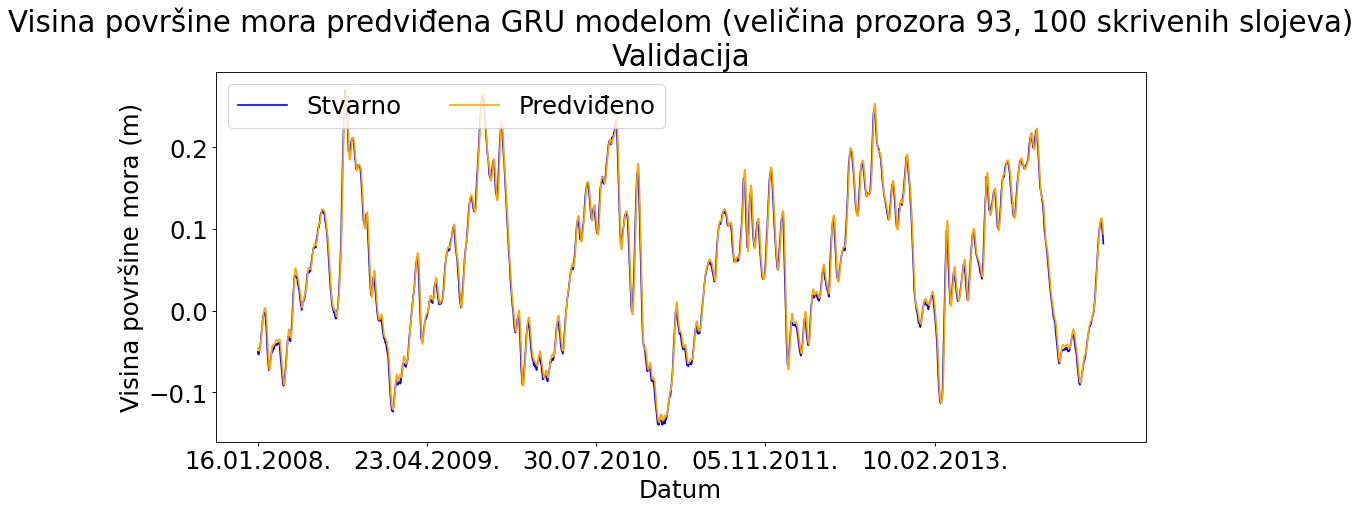 Visina površine mora predviđena GRU modelom (veličina prozora 93, 100 skrivenih slojeva)
Validacija
Stvarno
Predviđeno
Visina površine mora (m)
0.2
0.1
0.0
−0.1
16.01.2008.
23.04.2009.
30.07.2010.
05.11.2011.
10.02.2013.
Datum